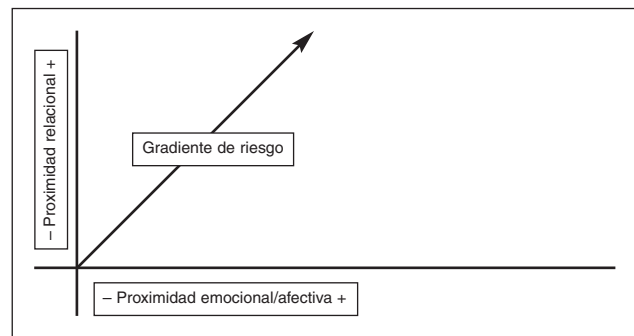 – Proximidad relacional +
Gradiente de riesgo
– Proximidad emocional/afectiva +